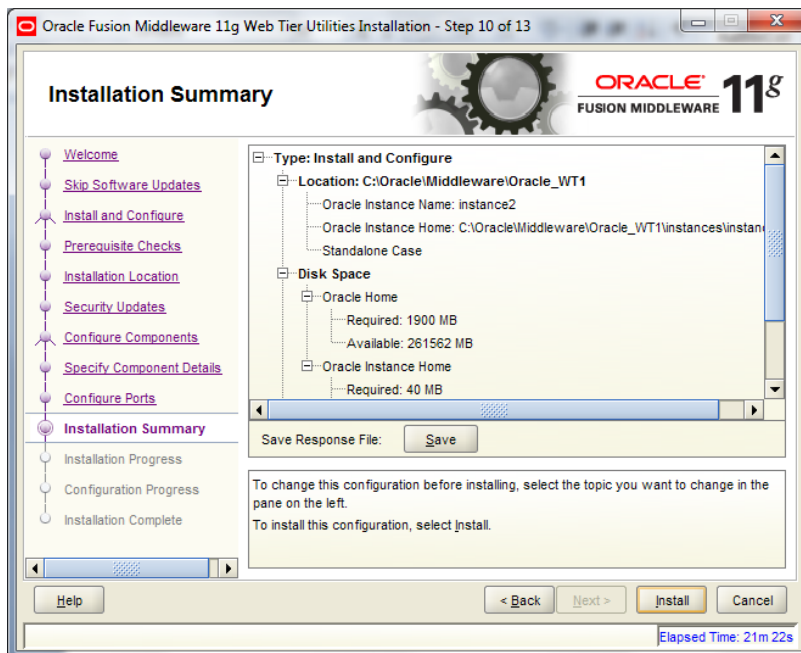 Oracle Fusion Middleware 11g Web Tier Utilities Installation - Step 10 of 13
Installation Summary
ORACLE
FUSION MIDDLEWARE 11g
Welcome
Skip Software Updates
Install and Configure
Prerequisite Checks
Installation Location
Security Updates
Configure Components
Specify Component Details
Configure Ports
Installation Summary
Installation Progress
Configuration Progress
Installation Complete
Type: Install and Configure
Location: C:\Oracle\Middleware\Oracle_WT1
Oracle Instance Name: instance2
Oracle Instance Home: C:\Oracle\Middleware\Oracle_WT1\instances\instan
Standalone Case
Disk Space
Oracle Home
Required: 1900 MB
Available: 261562 MB
Oracle Instance Home
Required: 40 MB
Save Response File: Save
To change this configuration before installing, select the topic you want to change in the
pane on the left.
To install this configuration, select Install.
Help < Back Next > Install Cancel
Elapsed Time: 21m 22s